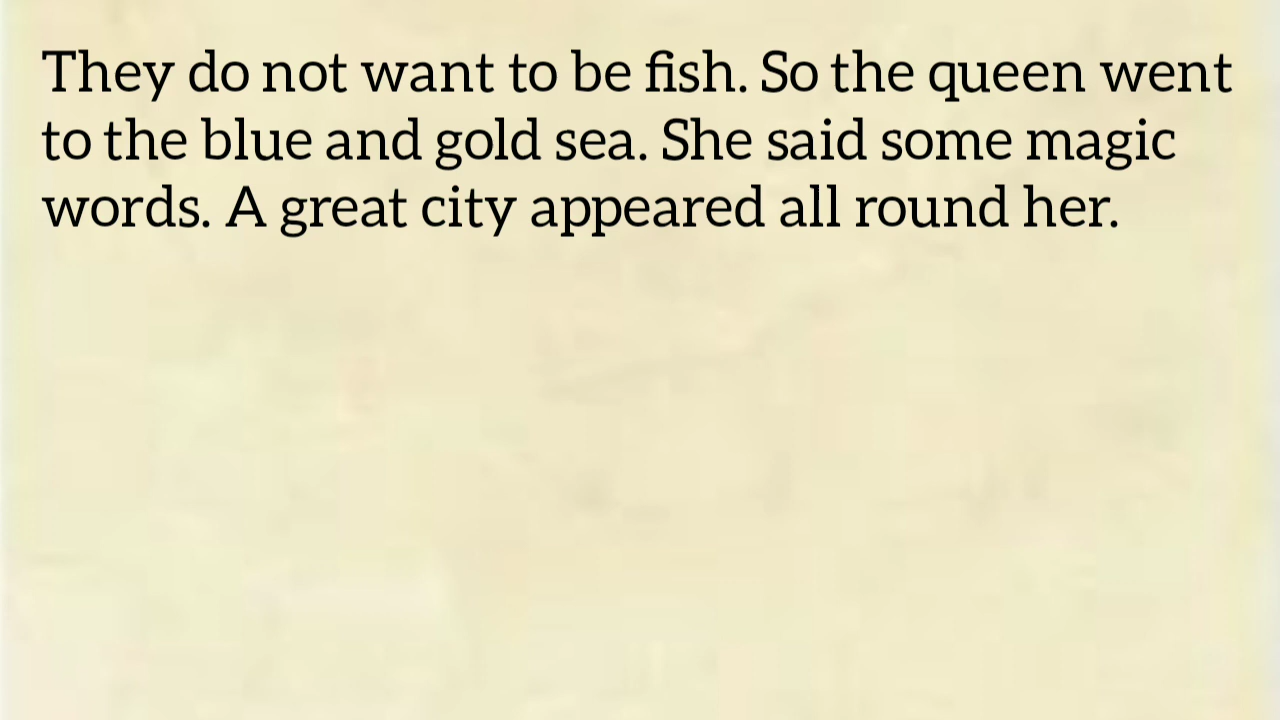 They do not want to be fish. So the queen went
to the blue and gold sea. She said some magic
words. A great city appeared all round her.